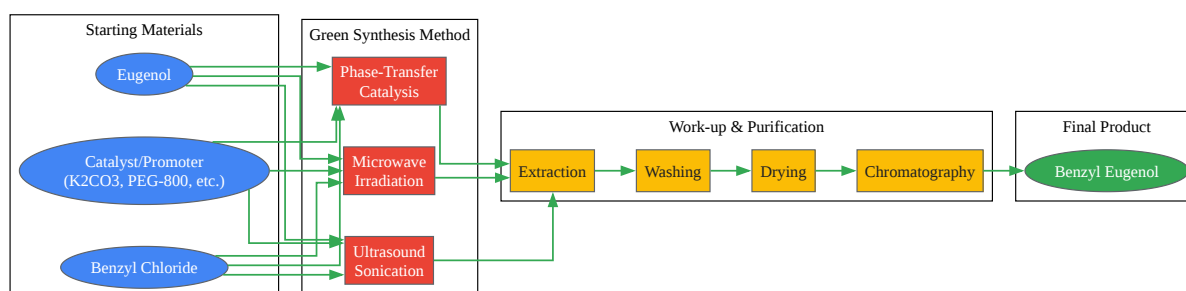 Starting Materials
Eugenol
Catalyst/Promoter
(K2CO3, PEG-800, etc.)
Benzyl Chloride
Green Synthesis Method
Phase-Transfer
Catalysis
Microwave
Irradiation
Ultrasound
Sonication
Work-up & Purification
Extraction
Washing
Drying
Chromatography
Final Product
Benzyl Eugenol